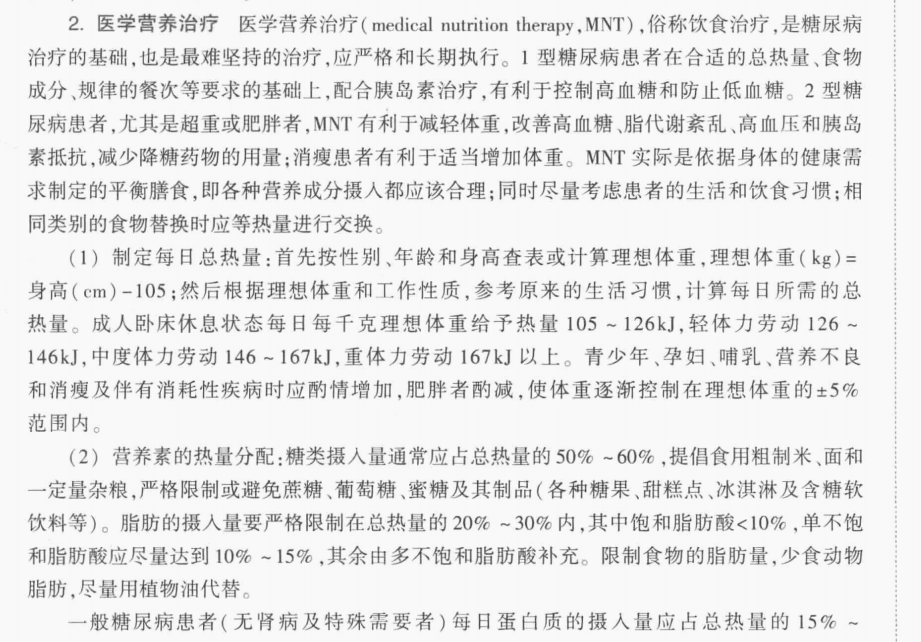 2. 医学营养治疗 医学营养治疗(medical nutrition therapy,MNT),俗称饮食治疗,是糖尿病
治疗的基础,也是最难坚持的治疗,应严格和长期执行。1 型糖尿病患者在合适的总热量、食物
成分、规律的餐次等要求的基础上,配合胰岛素治疗,有利于控制高血糖和防止低血糖。2 型糖
尿病患者,尤其是超重或肥胖者,MNT 有利于减轻体重,改善高血糖、脂代谢紊乱、高血压和胰岛
素抵抗,减少降糖药物的用量;消瘦患者有利于适当增加体重。MNT 实际是依据身体的健康需
求制定的平衡膳食,即各种营养成分摄入都应该合理;同时尽量考虑患者的生活和饮食习惯;相
同类别的食物替换时应等热量进行交换。
(1) 制定每日总热量:首先按性别、年龄和身高查表或计算理想体重,理想体重(kg)=
身高(cm)-105;然后根据理想体重和工作性质,参考原来的生活习惯,计算每日所需的总
热量。成人卧床休息状态每日每千克理想体重给予热量 105 ~ 126kJ,轻体力劳动 126 ~
146kJ,中度体力劳动 146 ~ 167kJ,重体力劳动 167kJ 以上。青少年、孕妇、哺乳、营养不良
和消瘦及伴有消耗性疾病时应酌情增加,肥胖者酌减,使体重逐渐控制在理想体重的±5%
范围内。
(2) 营养素的热量分配:糖类摄入量通常应占总热量的 50% ~60%,提倡食用粗制米、面和
一定量杂粮,严格限制或避免蔗糖、葡萄糖、蜜糖及其制品(各种糖果、甜糕点、冰淇淋及含糖软
饮料等)。脂肪的摄入量要严格限制在总热量的 20% ~30% 内,其中饱和脂肪酸<10%,单不饱
和脂肪酸应尽量达到 10% ~15%,其余由多不饱和脂肪酸补充。限制食物的脂肪量,少食动物
脂肪,尽量用植物油代替。
一般糖尿病患者(无肾病及特殊需要者)每日蛋白质的摄入量应占总热量的 15% ~